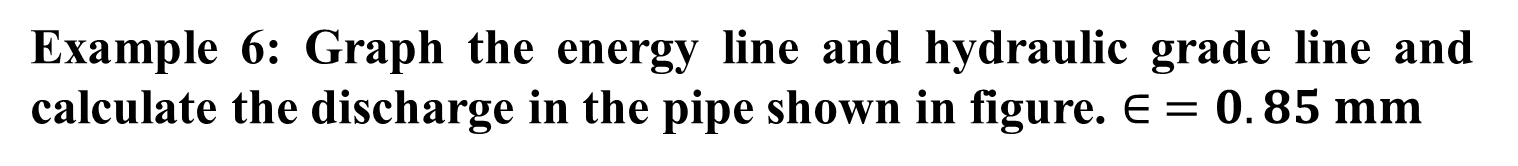 Example 6: Graph the energy line and hydraulic grade line and
calculate the discharge in the pipe shown in figure. ∈ = 0.85 mm